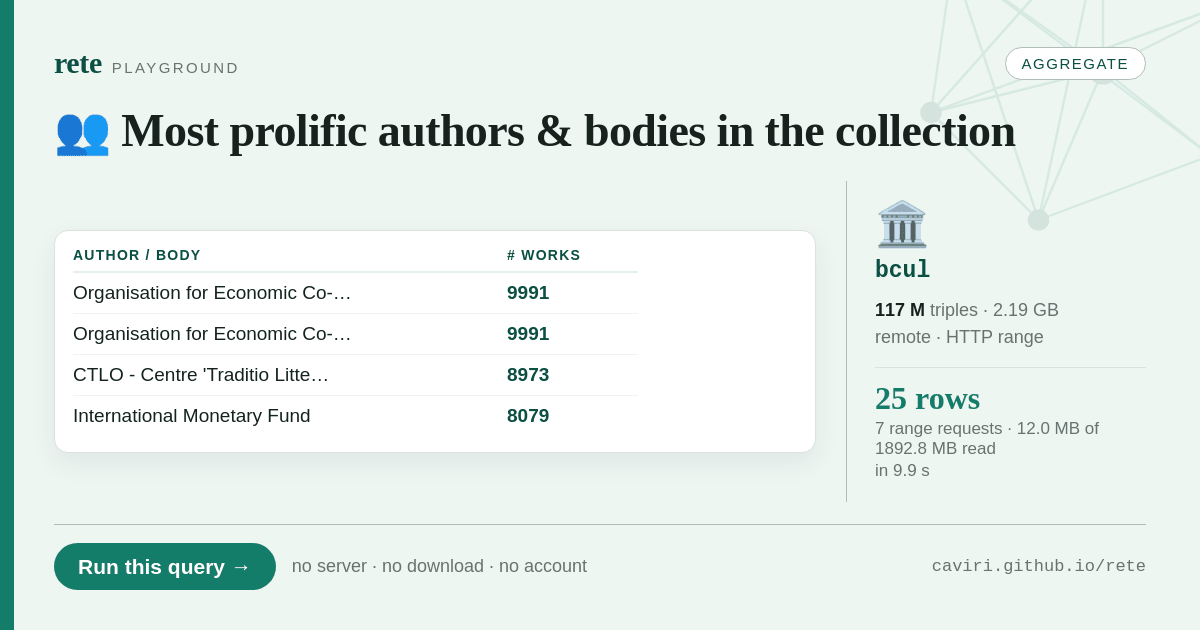 rete PLAYGROUND
AGGREGATE
Most prolific authors & bodies in the collection
AUTHOR / BODY # WORKS
Organisation for Economic Co-… 9991
Organisation for Economic Co-… 9991
CTLO - Centre 'Traditio Litte… 8973
International Monetary Fund 8079
bcul
117 M triples · 2.19 GB
remote · HTTP range
25 rows
7 range requests · 12.0 MB of
1892.8 MB read
in 9.9 s
Run this query →
no server · no download · no account
caviri.github.io/rete